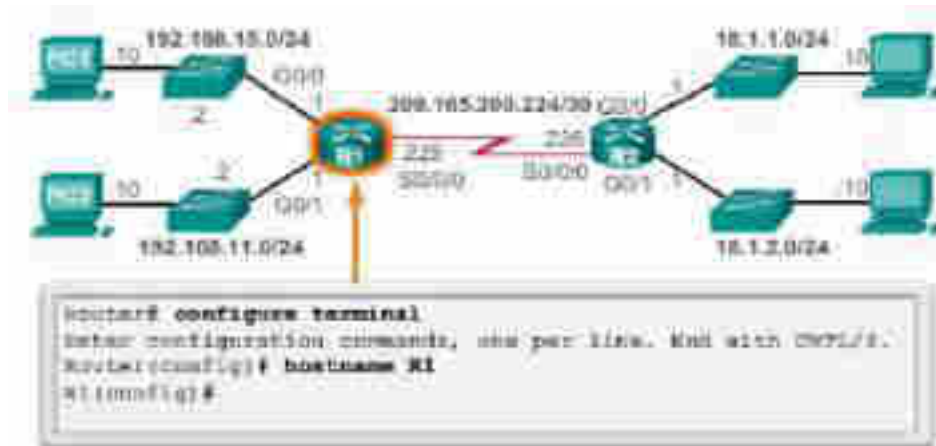 192.168.10.0/24
10
G0/0
2
1
10.1.1.0/24
10
1
209.165.200.224/30
G0/0
R1
225
S0/0/0
226
S0/0/0
G0/1
1
10
2
1
G0/1
192.168.11.0/24
10
10.1.2.0/24
Router# configure terminal
Enter configuration commands, one per line. End with CNTL/Z.
Router(config)# hostname R1
R1(config)#